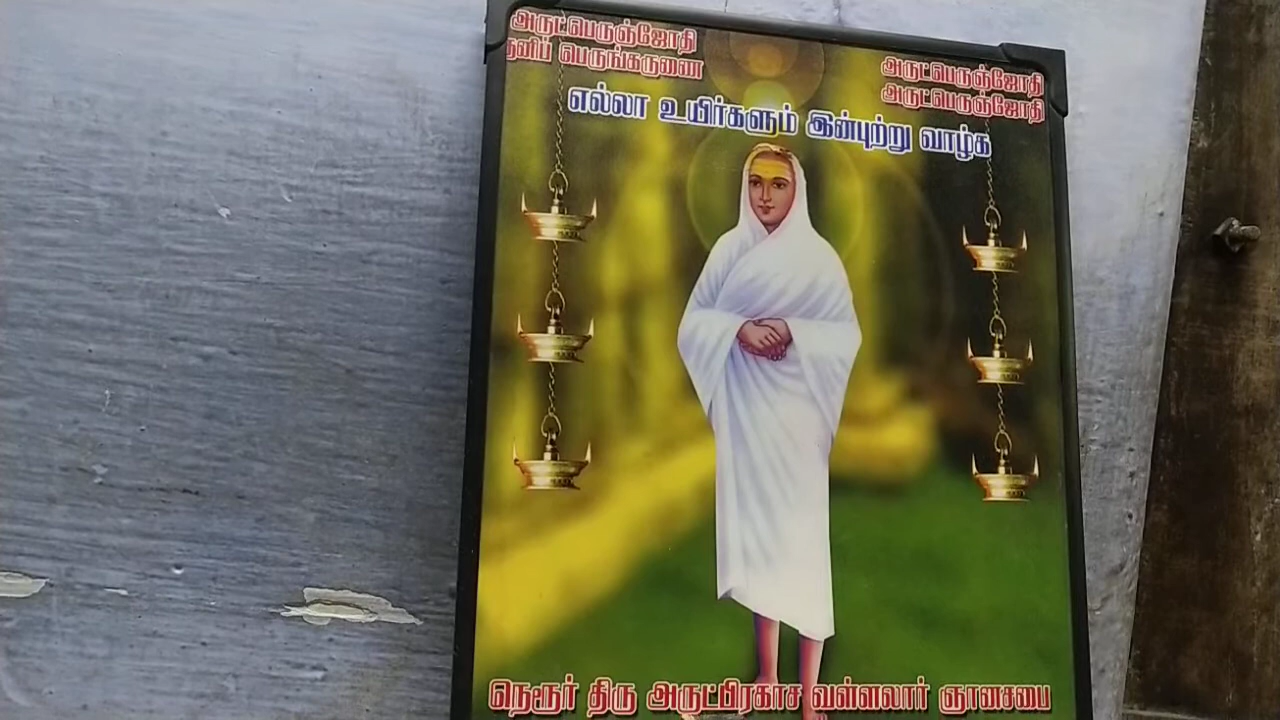 அருட்பெருஞ்ஜோதி
தனிப் பெருங்கருணை
அருட்பெருஞ்ஜோதி
அருட்பெருஞ்ஜோதி
எல்லா உயிர்களும் இன்புற்று வாழ்க
நெரூர் திரு அருட்பிரகாச வள்ளலார் ஞானசபை